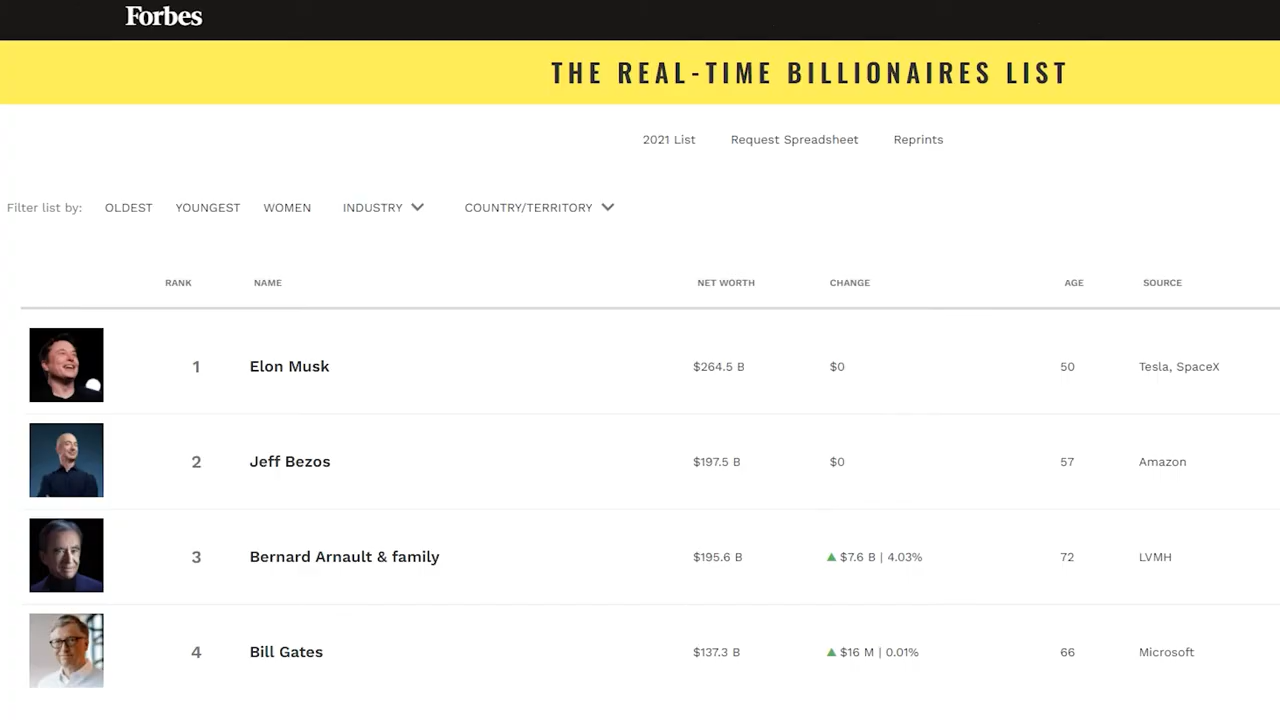 Forbes
THE REAL-TIME BILLIONAIRES LIST
2021 List Request Spreadsheet Reprints
Filter list by: OLDEST YOUNGEST WOMEN INDUSTRY COUNTRY/TERRITORY
RANK NAME NET WORTH CHANGE AGE SOURCE
1 Elon Musk $264.5 B $0 50 Tesla, SpaceX
2 Jeff Bezos $197.5 B $0 57 Amazon
3 Bernard Arnault & family $195.6 B ▲ $7.6 B | 4.03% 72 LVMH
4 Bill Gates $137.3 B ▲ $16 M | 0.01% 66 Microsoft